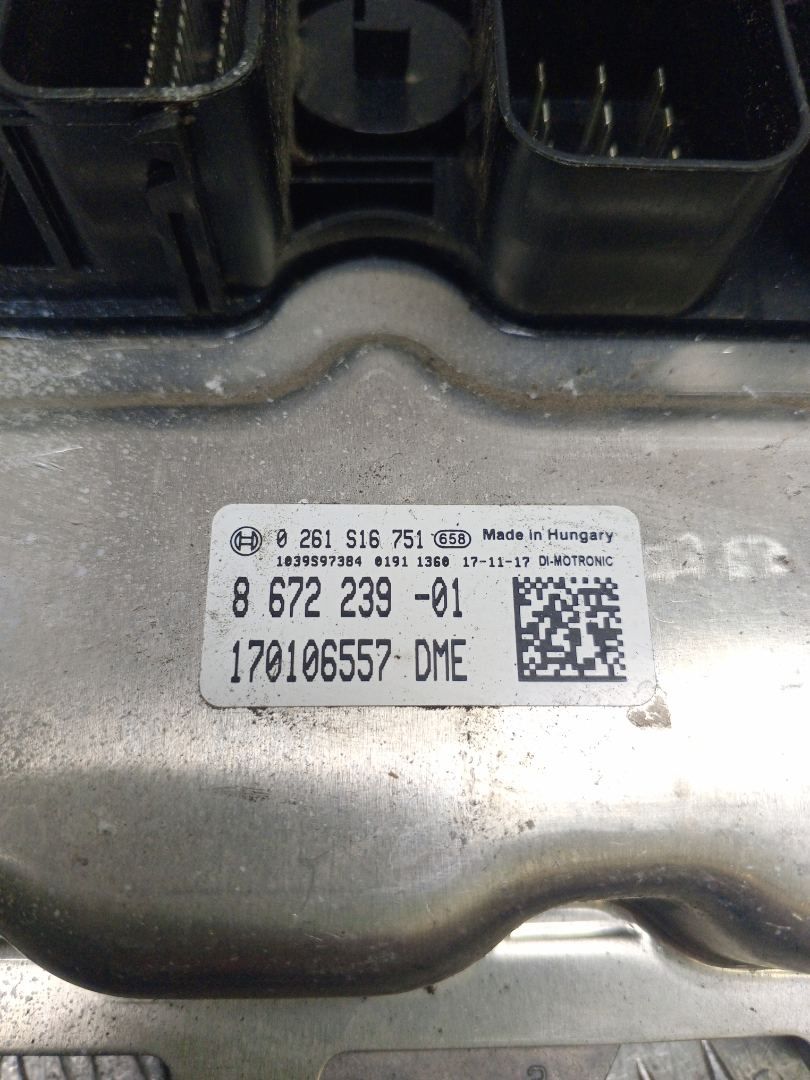 0 261 S16 751 658 Made in Hungary
1039S97384 0191 1360 17-11-17 DI-MOTRONIC
8 672 239 -01
170106557 DME